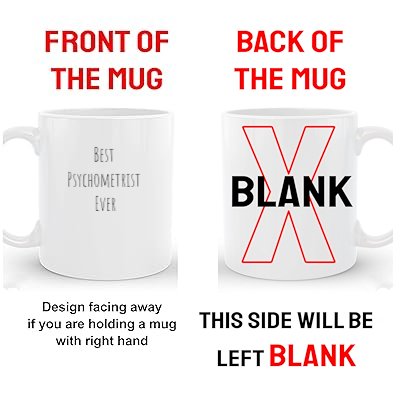 FRONT OF
THE MUG
Best
Psychometrist
Ever
Design facing away
if you are holding a mug
with right hand
BACK OF
THE MUG
X
BLANK
THIS SIDE WILL BE
LEFT BLANK